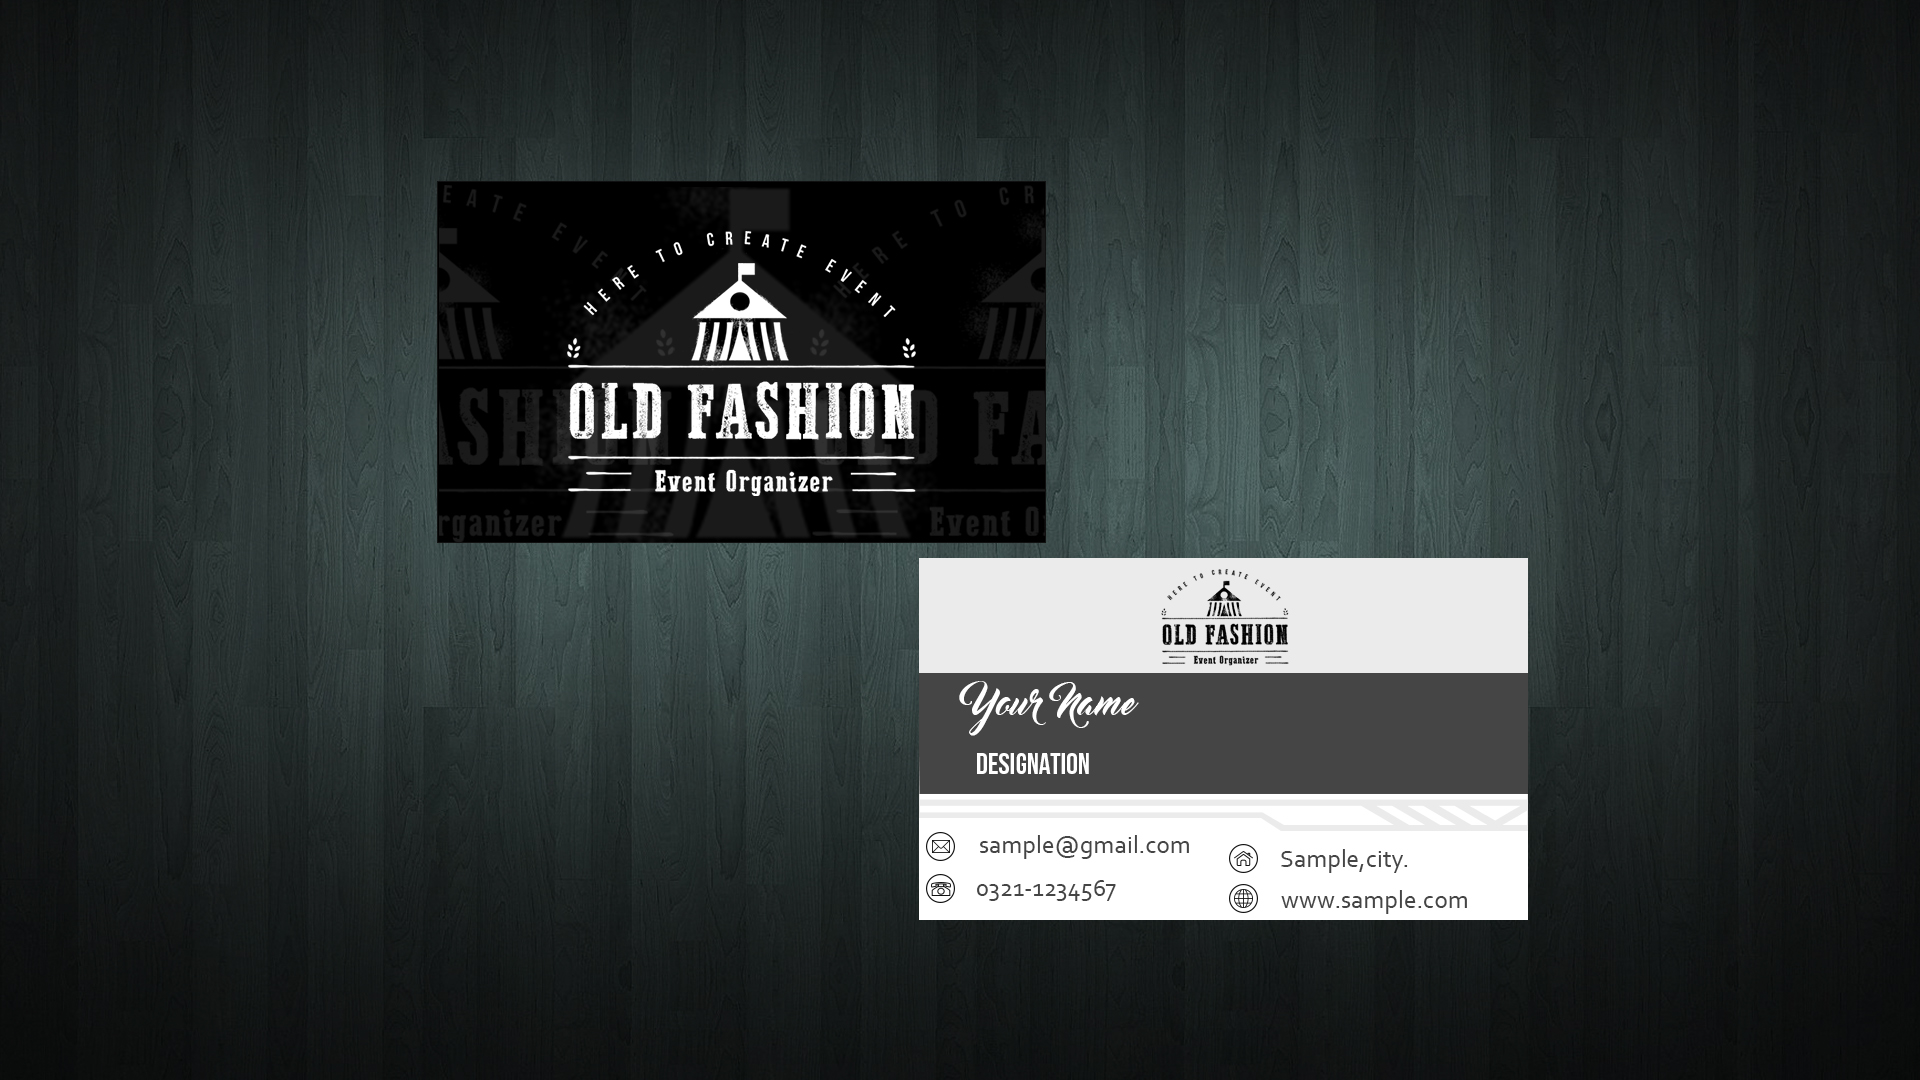 HERE TO CREATE EVENT
OLD FASHION
Event Organizer
HERE TO CREATE EVENT
OLD FASHION
Event Organizer
Your Name
DESIGNATION
sample@gmail.com
0321-1234567
Sample,city.
www.sample.com